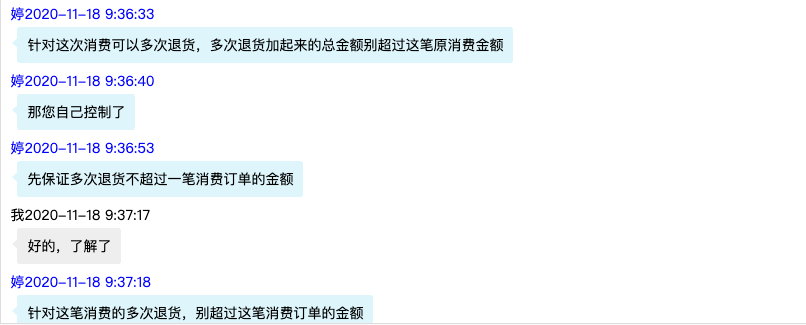 婷2020-11-18 9:36:33
针对这次消费可以多次退货，多次退货加起来的总金额别超过这笔原消费金额
婷2020-11-18 9:36:40
那您自己控制了
婷2020-11-18 9:36:53
先保证多次退货不超过一笔消费订单的金额
我2020-11-18 9:37:17
好的，了解了
婷2020-11-18 9:37:18
针对这笔消费的多次退货，别超过这笔消费订单的金额